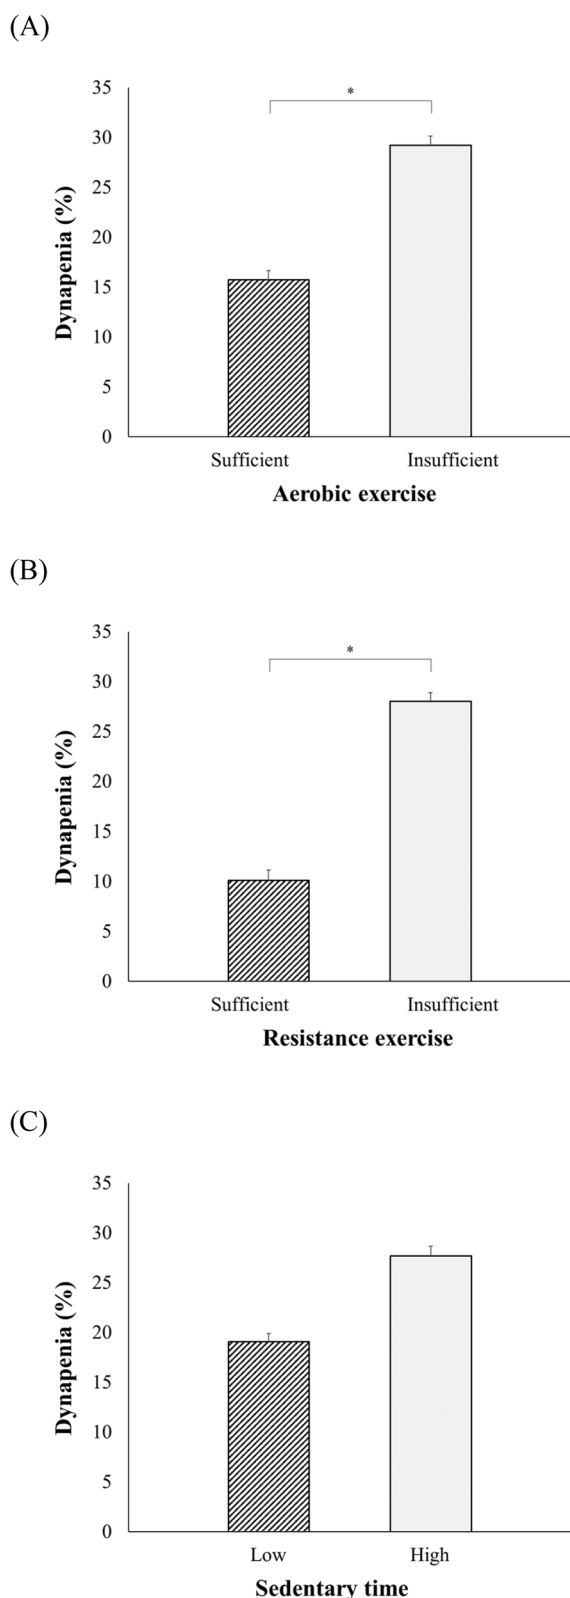 (A)
*
35
30
25
20
15
10
5
0
Dynapenia (%)
Sufficient Insufficient
Aerobic exercise
(B)
*
35
30
25
20
15
10
5
0
Dynapenia (%)
Sufficient Insufficient
Resistance exercise
(C)
35
30
25
20
15
10
5
0
Dynapenia (%)
Low High
Sedentary time